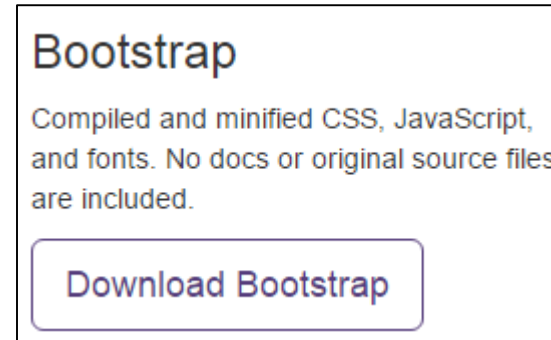 Bootstrap
Compiled and minified CSS, JavaScript,
and fonts. No docs or original source files
are included.
Download Bootstrap